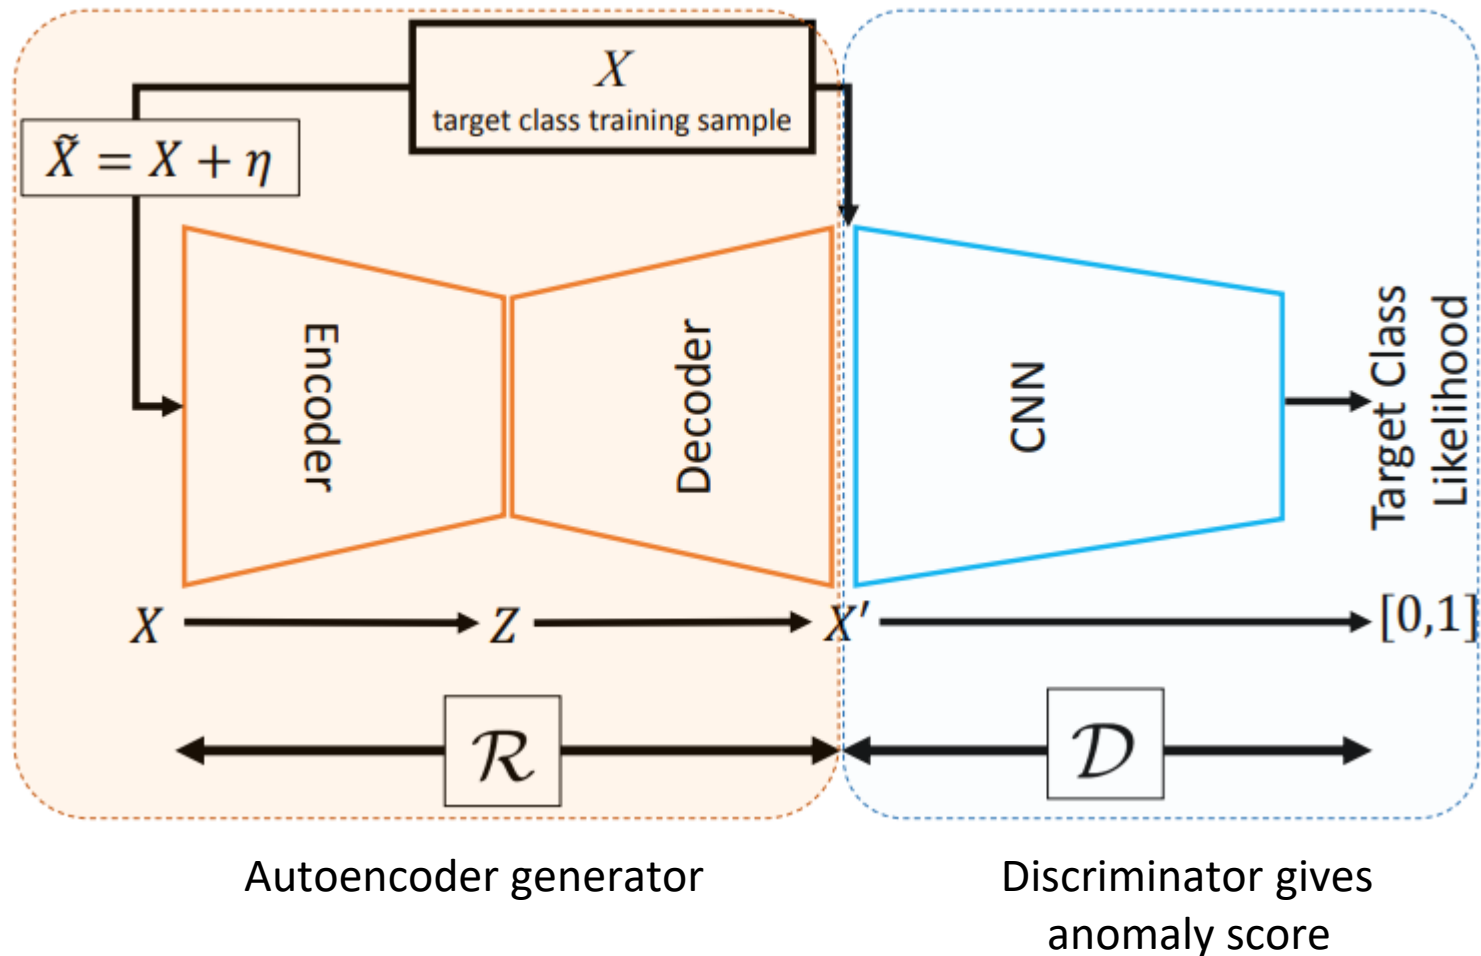 X
target class training sample
X̃ = X + η
Encoder
Decoder
CNN
Target Class
Likelihood
X
Z
X′
[0,1]
ℛ
𝒟
Autoencoder generator
Discriminator gives
anomaly score